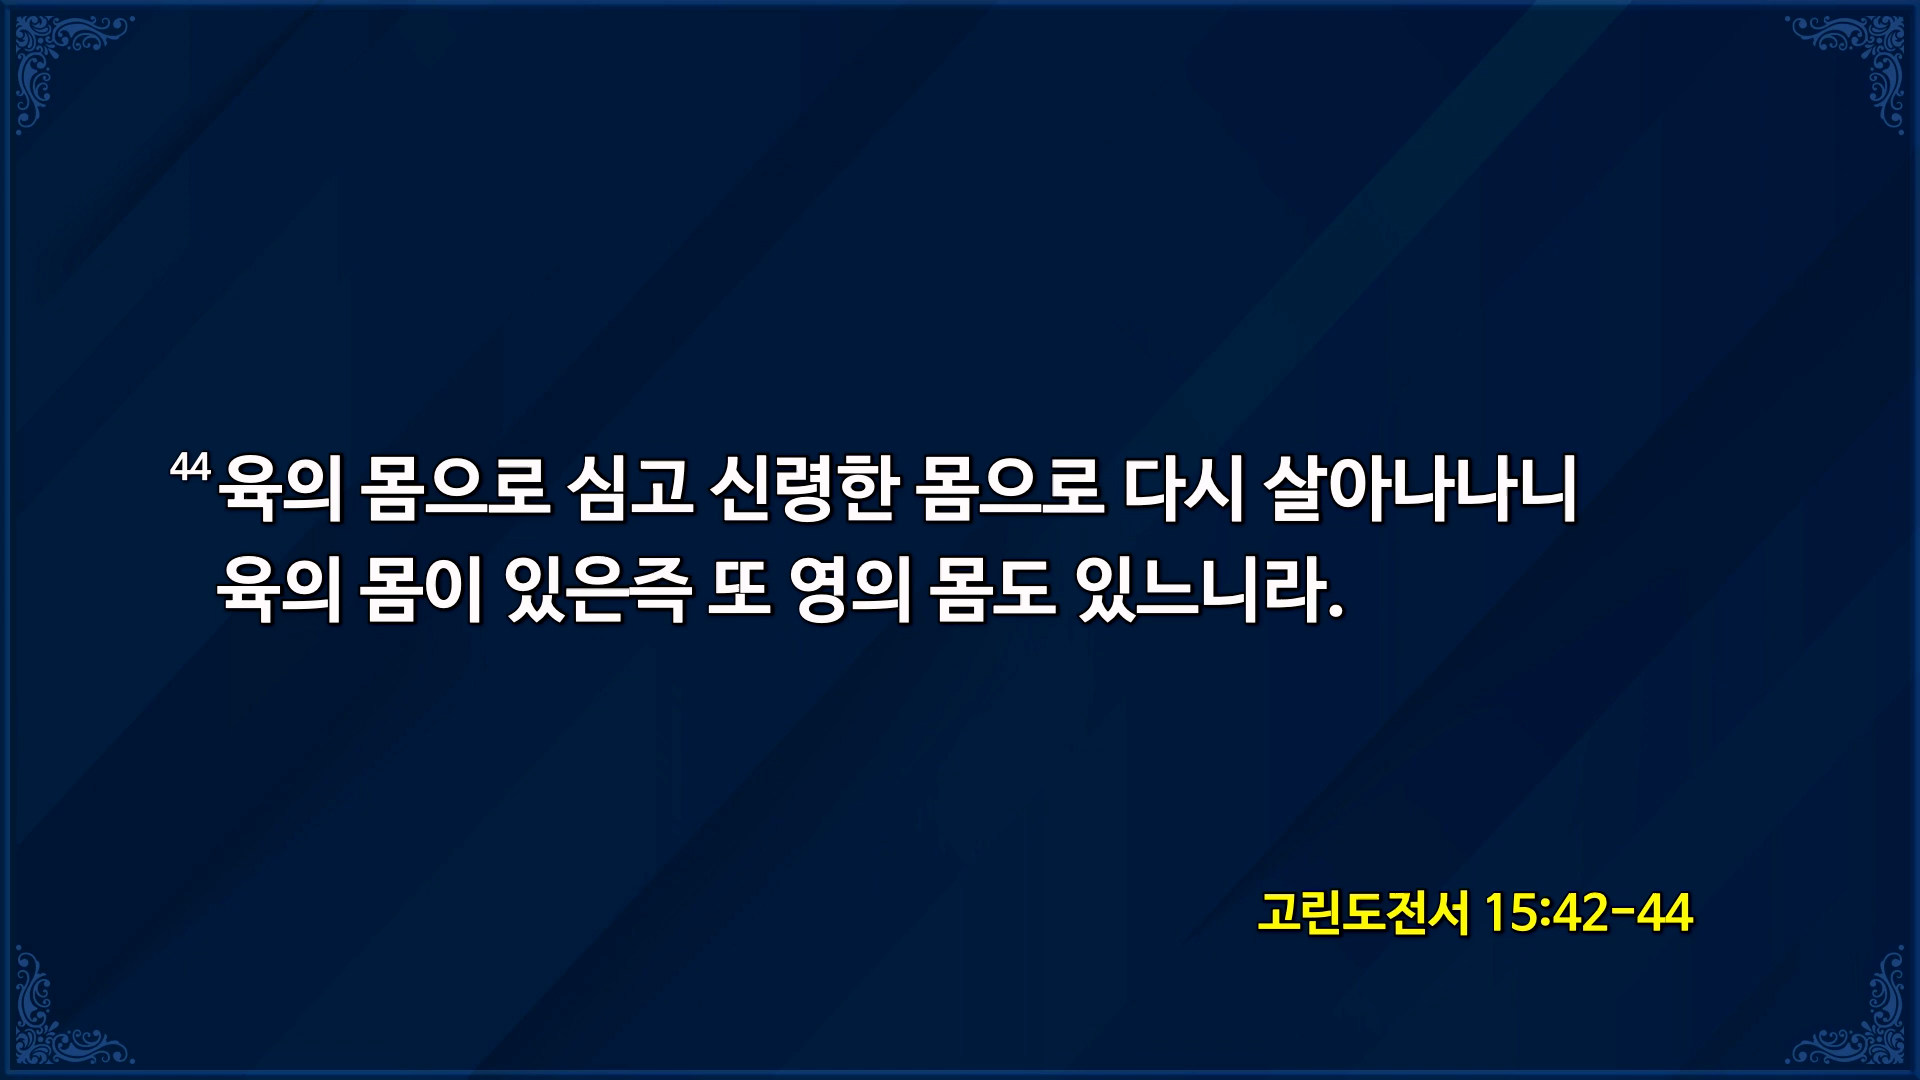 44 육의 몸으로 심고 신령한 몸으로 다시 살아나나니
육의 몸이 있은즉 또 영의 몸도 있느니라.
고린도전서 15:42-44